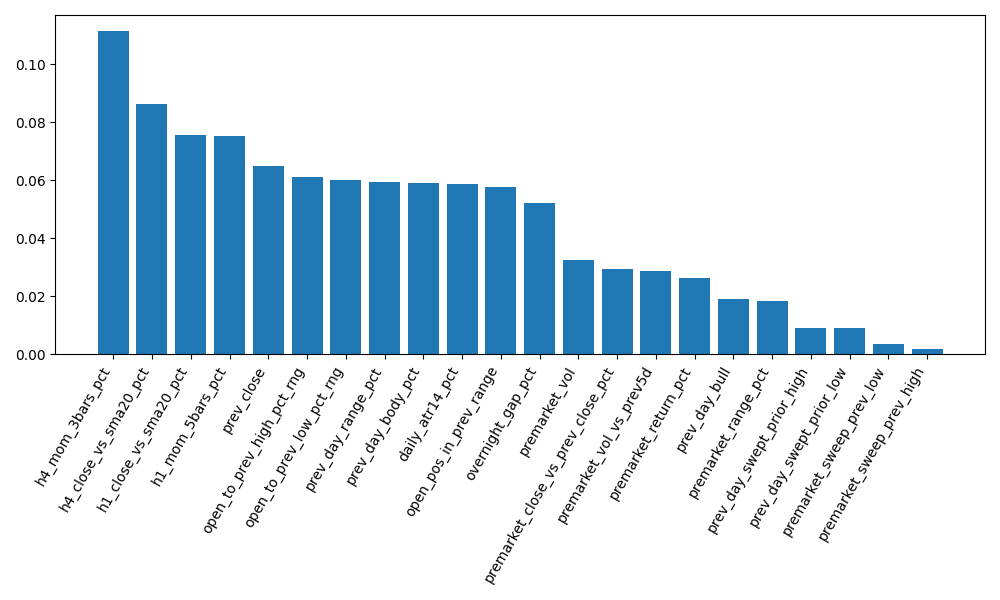 0.10
0.08
0.06
0.04
0.02
0.00
h4_mom_3bars_pct
h4_close_vs_sma20_pct
h1_close_vs_sma20_pct
h1_mom_5bars_pct
prev_close
open_to_prev_high_pct_rng
open_to_prev_low_pct_rng
prev_day_range_pct
prev_day_body_pct
daily_atr14_pct
open_pos_in_prev_range
overnight_gap_pct
premarket_vol
premarket_close_vs_prev_close_pct
premarket_vol_vs_prev5d
premarket_return_pct
prev_day_bull
premarket_range_pct
prev_day_swept_prior_high
prev_day_swept_prior_low
premarket_sweep_prev_low
premarket_sweep_prev_high